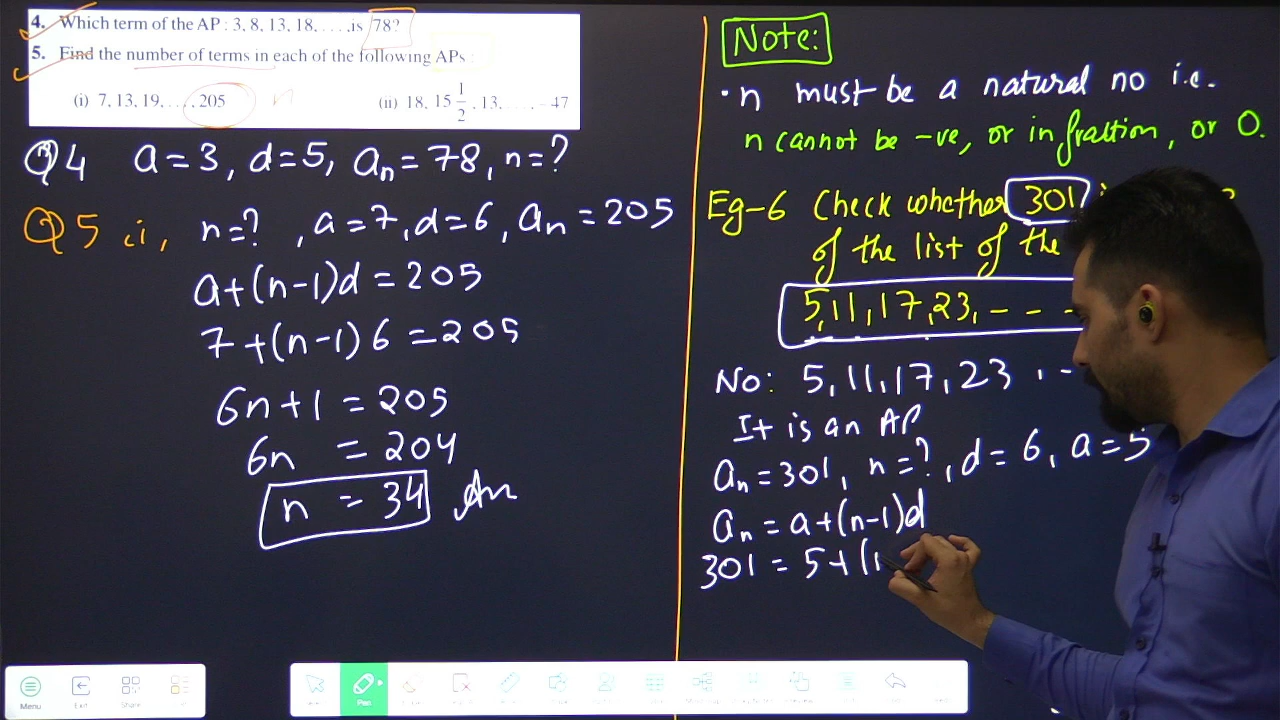 4. Which term of the AP : 3, 8, 13, 18, . . . ,is 78?
5. Find the number of terms in each of the following APs :
(i) 7, 13, 19, . . . , 205
(ii) 18, 15 1/2, 13, . . . , – 47
Q4 a = 3, d = 5, an = 78, n = ?
Q5 (i), n = ?, a = 7, d = 6, an = 205
a + (n-1)d = 205
7 + (n-1) 6 = 205
6n + 1 = 205
6n = 204
n = 34 Ans
Note:
• n must be a natural no i.e.
n cannot be -ve, or in fraction, or 0.
Eg-6 Check whether 301
of the list of the
5, 11, 17, 23, - - -
No: 5, 11, 17, 23, - -
It is an AP
an = 301, n = ?, d = 6, a = 5
an = a + (n-1)d
301 = 5 + (
Menu
Exit
Share
Pen